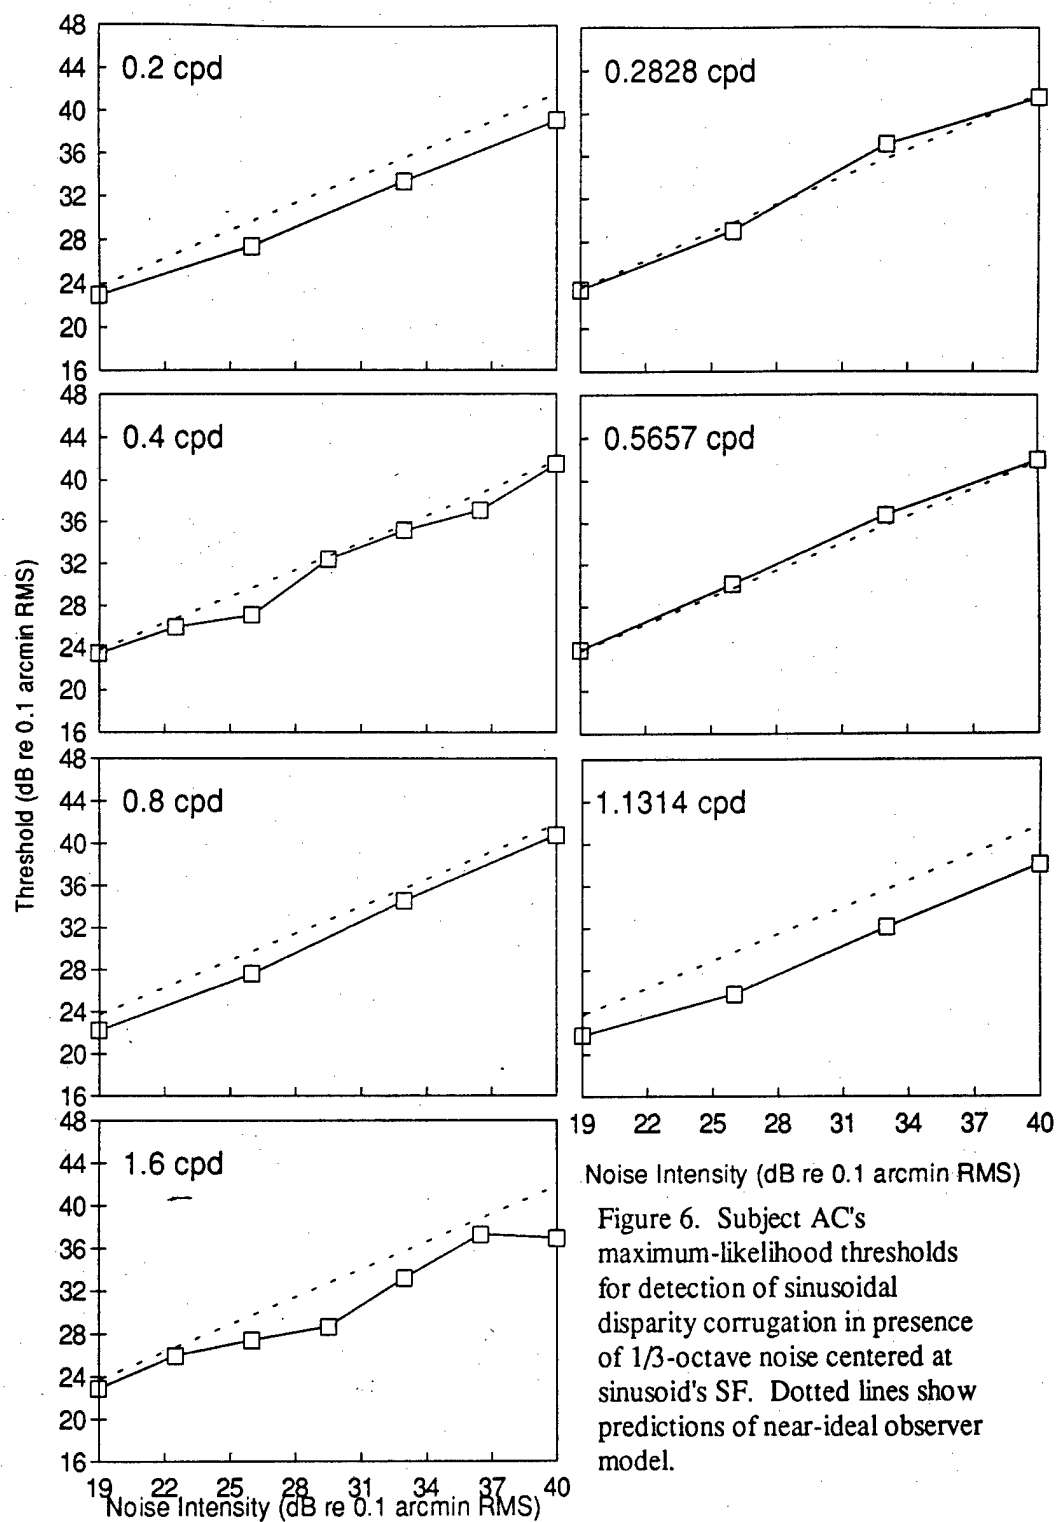 48
44
40
36
32
28
24
20
16
0.2 cpd
0.2828 cpd
48
44
40
36
32
28
24
20
16
0.4 cpd
0.5657 cpd
Threshold (dB re 0.1 arcmin RMS)
48
44
40
36
32
28
24
20
16
0.8 cpd
1.1314 cpd
19 22 25 28 31 34 37 40
Noise Intensity (dB re 0.1 arcmin RMS)
48
44
40
36
32
28
24
20
16
1.6 cpd
19 22 25 28 31 34 37 40
Noise Intensity (dB re 0.1 arcmin RMS)
Figure 6. Subject AC's
maximum-likelihood thresholds
for detection of sinusoidal
disparity corrugation in presence
of 1/3-octave noise centered at
sinusoid's SF. Dotted lines show
predictions of near-ideal observer
model.